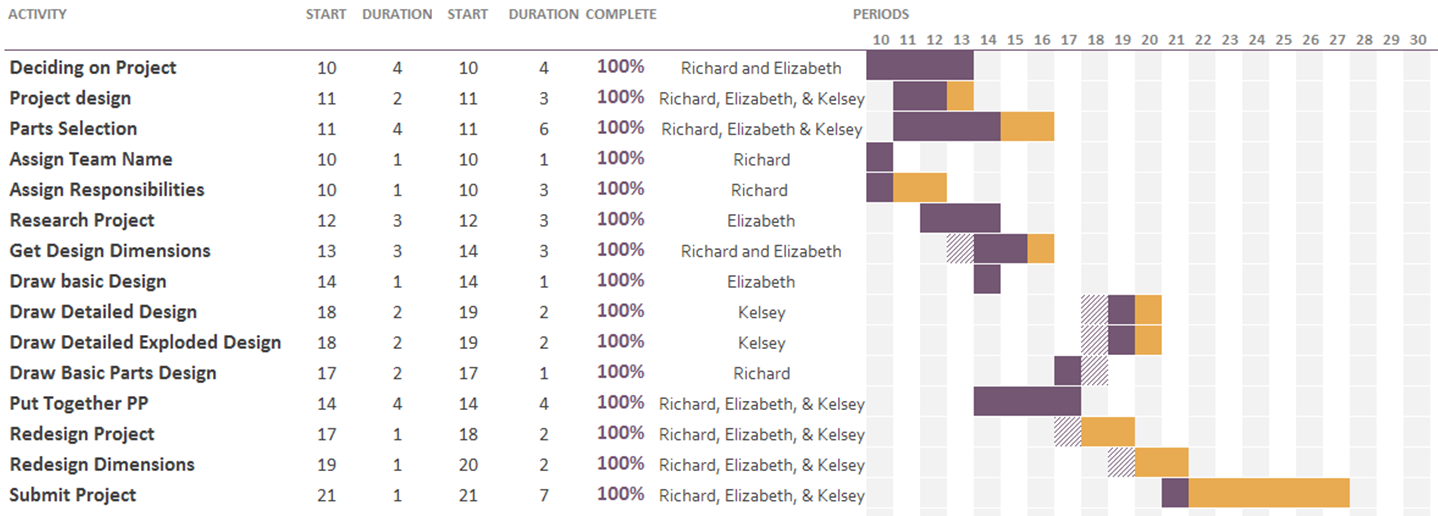 ACTIVITY START DURATION START DURATION COMPLETE PERIODS
10 11 12 13 14 15 16 17 18 19 20 21 22 23 24 25 26 27 28 29 30
Deciding on Project 10 4 10 4 100% Richard and Elizabeth
Project design 11 2 11 3 100% Richard, Elizabeth, & Kelsey
Parts Selection 11 4 11 6 100% Richard, Elizabeth & Kelsey
Assign Team Name 10 1 10 1 100% Richard
Assign Responsibilities 10 1 10 3 100% Richard
Research Project 12 3 12 3 100% Elizabeth
Get Design Dimensions 13 3 14 3 100% Richard and Elizabeth
Draw basic Design 14 1 14 1 100% Elizabeth
Draw Detailed Design 18 2 19 2 100% Kelsey
Draw Detailed Exploded Design 18 2 19 2 100% Kelsey
Draw Basic Parts Design 17 2 17 1 100% Richard
Put Together PP 14 4 14 4 100% Richard, Elizabeth, & Kelsey
Redesign Project 17 1 18 2 100% Richard, Elizabeth, & Kelsey
Redesign Dimensions 19 1 20 2 100% Richard, Elizabeth, & Kelsey
Submit Project 21 1 21 7 100% Richard, Elizabeth, & Kelsey